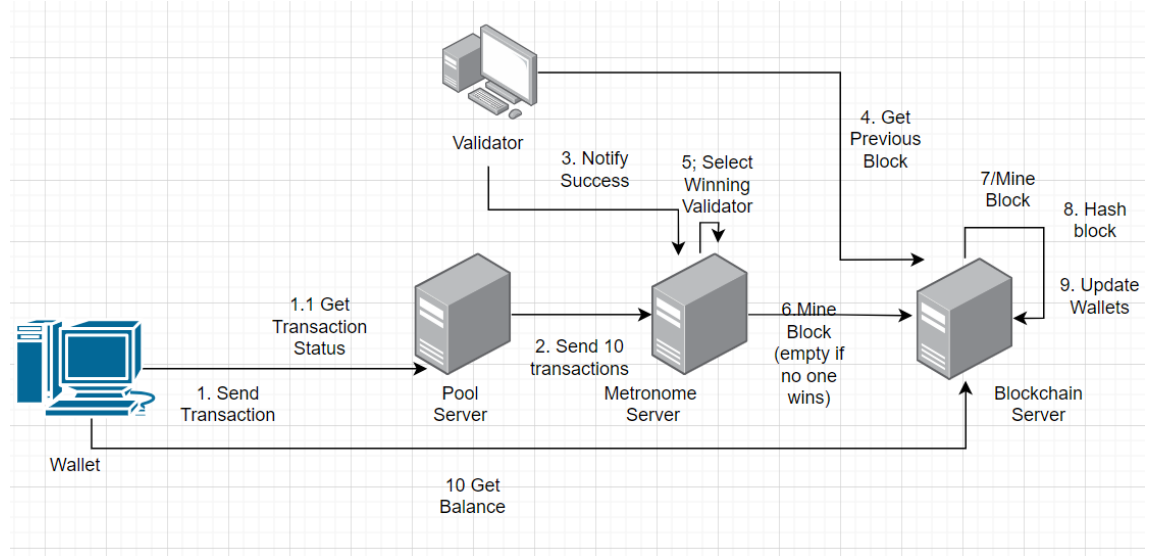 Validator
3. Notify
Success
4. Get
Previous
Block
5; Select
Winning
Validator
7/Mine
Block
8. Hash
block
9. Update
Wallets
1.1 Get
Transaction
Status
1. Send
Transaction
2. Send 10
transactions
6.Mine
Block
(empty if
no one
wins)
Pool
Server
Metronome
Server
Blockchain
Server
Wallet
10 Get
Balance